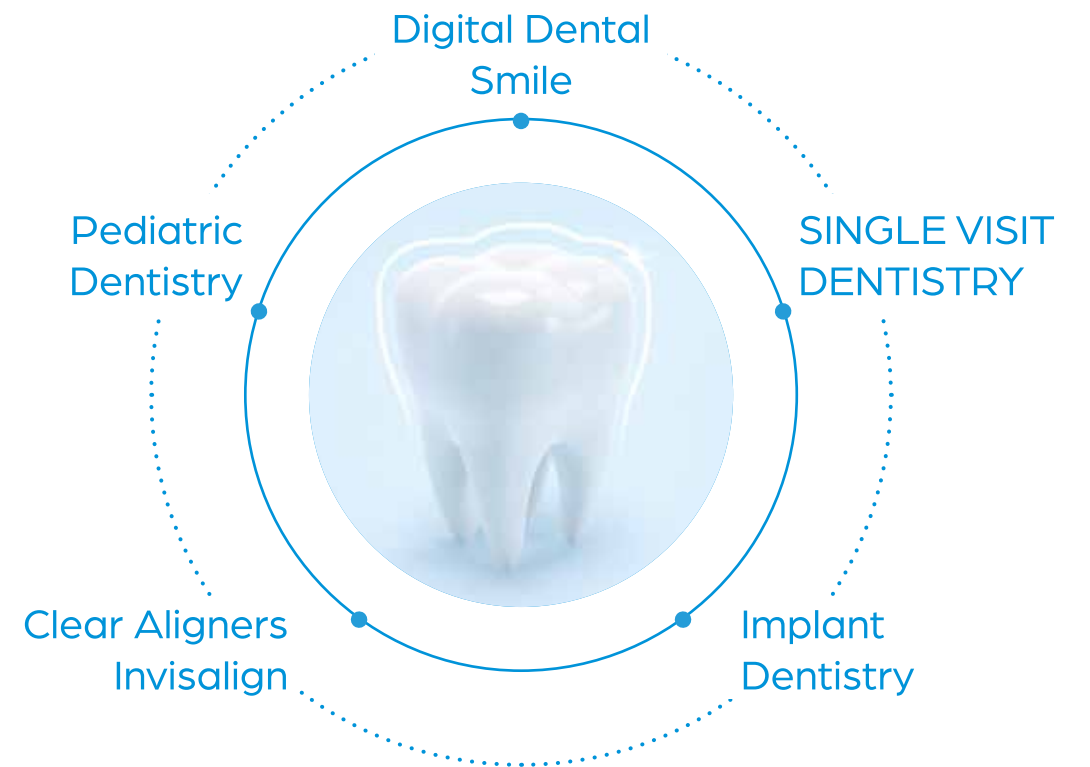 Digital Dental
Smile
Pediatric
Dentistry
SINGLE VISIT
DENTISTRY
Clear Aligners
Invisalign
Implant
Dentistry